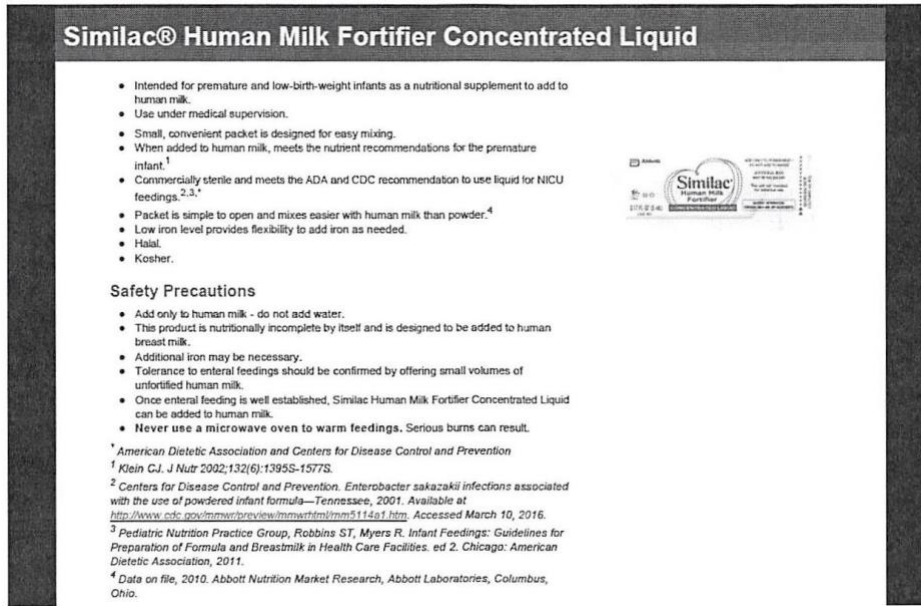 Similac® Human Milk Fortifier Concentrated Liquid
• Intended for premature and low-birth-weight infants as a nutritional supplement to add to
human milk.
• Use under medical supervision.
• Small, convenient packet is designed for easy mixing.
• When added to human milk, meets the nutrient recommendations for the premature
infant.1
• Commercially sterile and meets the ADA and CDC recommendation to use liquid for NICU
feedings.2,3,*
• Packet is simple to open and mixes easier with human milk than powder.4
• Low iron level provides flexibility to add iron as needed.
• Halal.
• Kosher.
Abbott
Similac®
Human Milk
Fortifier
CONCENTRATED LIQUID
Safety Precautions
• Add only to human milk - do not add water.
• This product is nutritionally incomplete by itself and is designed to be added to human
breast milk.
• Additional iron may be necessary.
• Tolerance to enteral feedings should be confirmed by offering small volumes of
unfortified human milk.
• Once enteral feeding is well established, Similac Human Milk Fortifier Concentrated Liquid
can be added to human milk.
• Never use a microwave oven to warm feedings. Serious burns can result.
* American Dietetic Association and Centers for Disease Control and Prevention
1 Klein CJ. J Nutr 2002;132(6):1395S-1577S.
2 Centers for Disease Control and Prevention. Enterobacter sakazakii infections associated
with the use of powdered infant formula—Tennessee, 2001. Available at
http://www.cdc.gov/mmwr/preview/mmwrhtml/mm5114a1.htm. Accessed March 10, 2016.
3 Pediatric Nutrition Practice Group, Robbins ST, Myers R. Infant Feedings: Guidelines for
Preparation of Formula and Breastmilk in Health Care Facilities. ed 2. Chicago: American
Dietetic Association, 2011.
4 Data on file, 2010. Abbott Nutrition Market Research, Abbott Laboratories, Columbus,
Ohio.